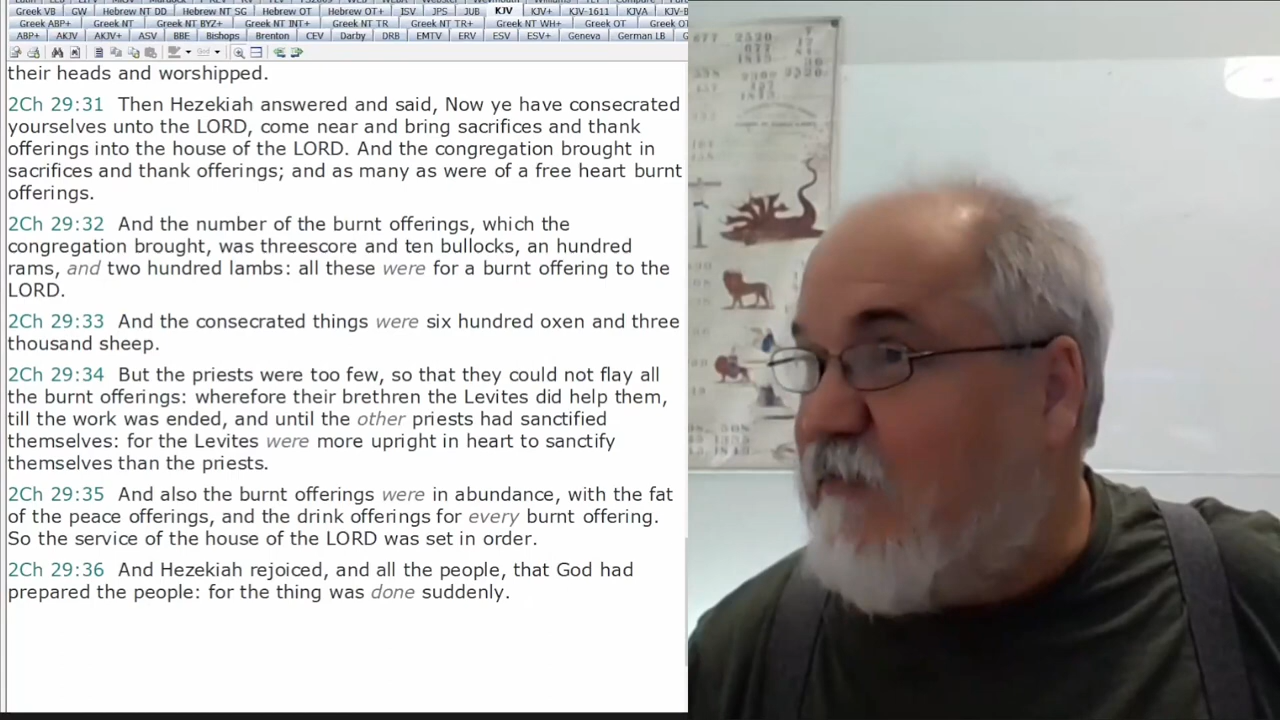 Greek VB GW Hebrew NT DD Hebrew NT SG Hebrew OT Hebrew OT+ ISV JPS JUB KJV KJV+ KJV-1611 KJVA KJV-B
Greek ABP+ Greek NT Greek NT BYZ+ Greek NT INT+ Greek NT TR Greek NT TR+ Greek NT WH+ Greek OT Greek O
ABP+ AKJV AKJV+ ASV BBE Bishops Brenton CEV Darby DRB EMTV ERV ESV ESV+ Geneva German LB G
their heads and worshipped.
2Ch 29:31 Then Hezekiah answered and said, Now ye have consecrated
yourselves unto the LORD, come near and bring sacrifices and thank
offerings into the house of the LORD. And the congregation brought in
sacrifices and thank offerings; and as many as were of a free heart burnt
offerings.
2Ch 29:32 And the number of the burnt offerings, which the
congregation brought, was threescore and ten bullocks, an hundred
rams, and two hundred lambs: all these were for a burnt offering to the
LORD.
2Ch 29:33 And the consecrated things were six hundred oxen and three
thousand sheep.
2Ch 29:34 But the priests were too few, so that they could not flay all
the burnt offerings: wherefore their brethren the Levites did help them,
till the work was ended, and until the other priests had sanctified
themselves: for the Levites were more upright in heart to sanctify
themselves than the priests.
2Ch 29:35 And also the burnt offerings were in abundance, with the fat
of the peace offerings, and the drink offerings for every burnt offering.
So the service of the house of the LORD was set in order.
2Ch 29:36 And Hezekiah rejoiced, and all the people, that God had
prepared the people: for the thing was done suddenly.
677 2520
677
1843